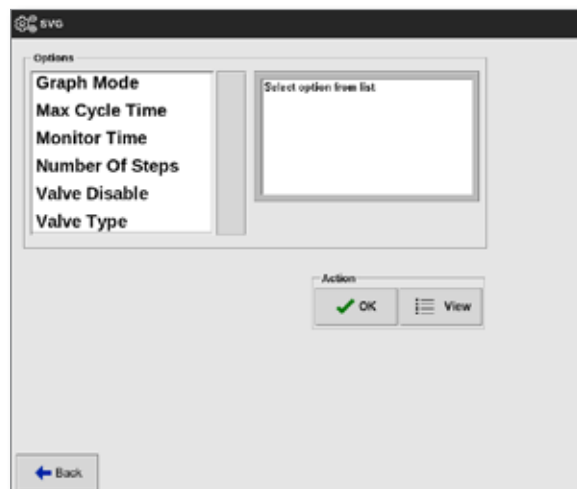 SVG
Options
Graph Mode
Max Cycle Time
Monitor Time
Number Of Steps
Valve Disable
Valve Type
Select option from list
Action
OK
View
Back